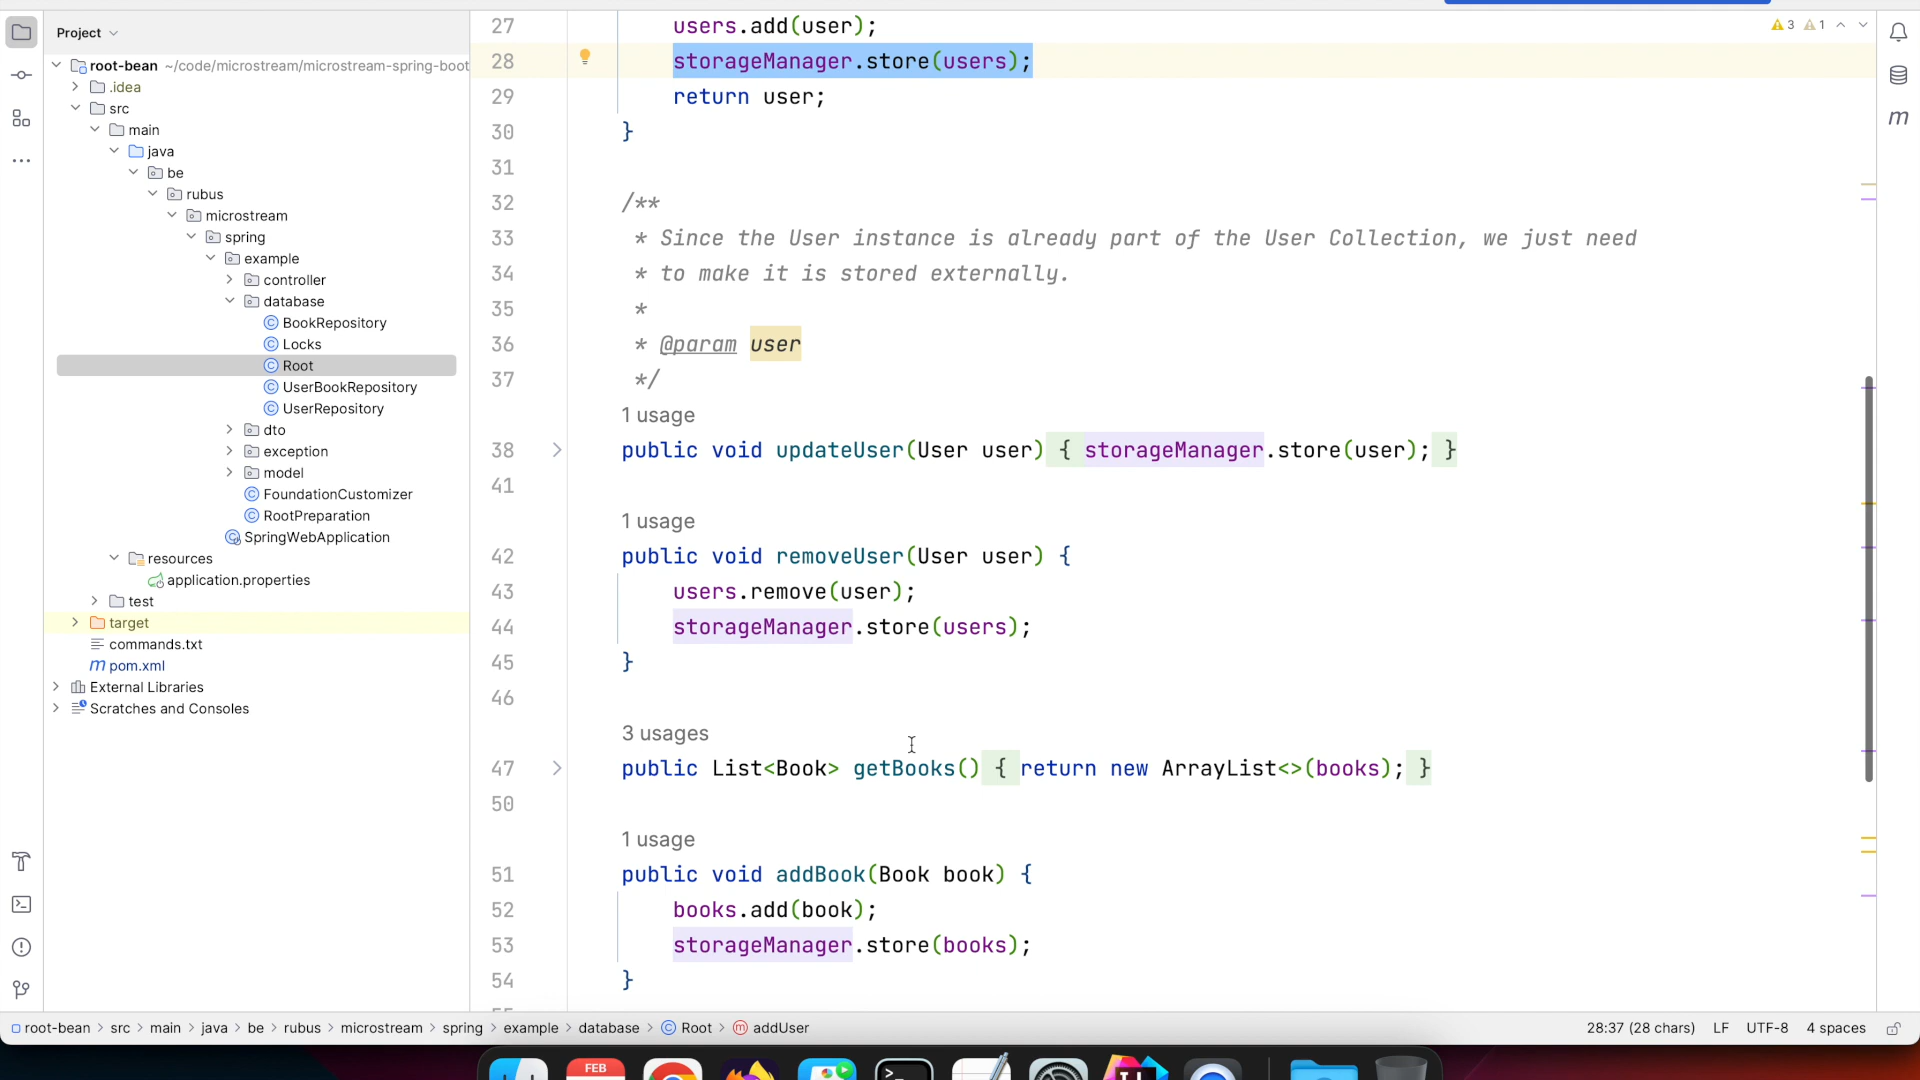 Project
root-bean ~/code/microstream/microstream-spring-boot
.idea
src
main
java
be
rubus
microstream
spring
example
controller
database
BookRepository
Locks
Root
UserBookRepository
UserRepository
dto
exception
model
FoundationCustomizer
RootPreparation
SpringWebApplication
resources
application.properties
test
target
commands.txt
m pom.xml
External Libraries
Scratches and Consoles
27 users.add(user);
28 storageManager.store(users);
29 return user;
30 }
31
32 /**
33 * Since the User instance is already part of the User Collection, we just need
34 * to make it is stored externally.
35 *
36 * @param user
37 */
1 usage
38 public void updateUser(User user) { storageManager.store(user); }
41
1 usage
42 public void removeUser(User user) {
43 users.remove(user);
44 storageManager.store(users);
45 }
46
3 usages
47 public List<Book> getBooks() { return new ArrayList<>(books); }
50
1 usage
51 public void addBook(Book book) {
52 books.add(book);
53 storageManager.store(books);
54 }
3 1
m
root-bean > src > main > java > be > rubus > microstream > spring > example > database > Root > addUser
28:37 (28 chars) LF UTF-8 4 spaces
FEB